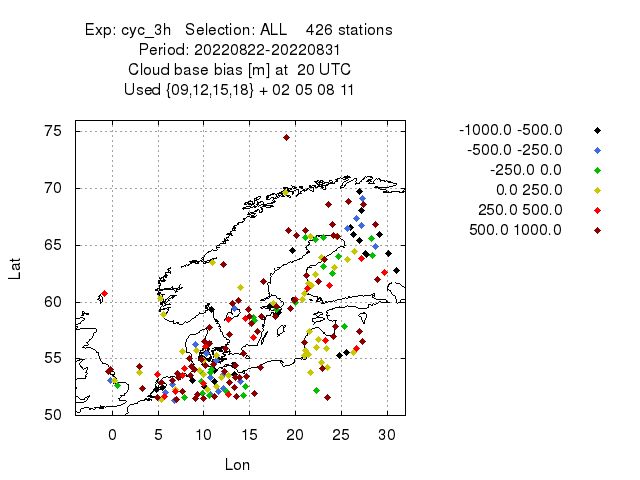 Exp: cyc_3h   Selection: ALL    426 stations
Period: 20220822-20220831
Cloud base bias [m] at  20 UTC
Used {09,12,15,18} + 02 05 08 11
-1000.0 -500.0
-500.0 -250.0
-250.0 0.0
0.0 250.0
250.0 500.0
500.0 1000.0
75
70
65
60
55
50
Lat
0 5 10 15 20 25 30
Lon